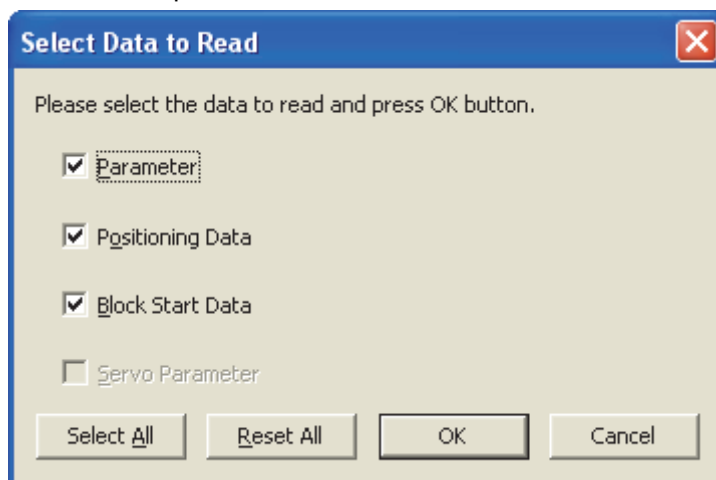 Select Data to Read
Please select the data to read and press OK button.
Parameter
Positioning Data
Block Start Data
Servo Parameter
Select All Reset All OK Cancel